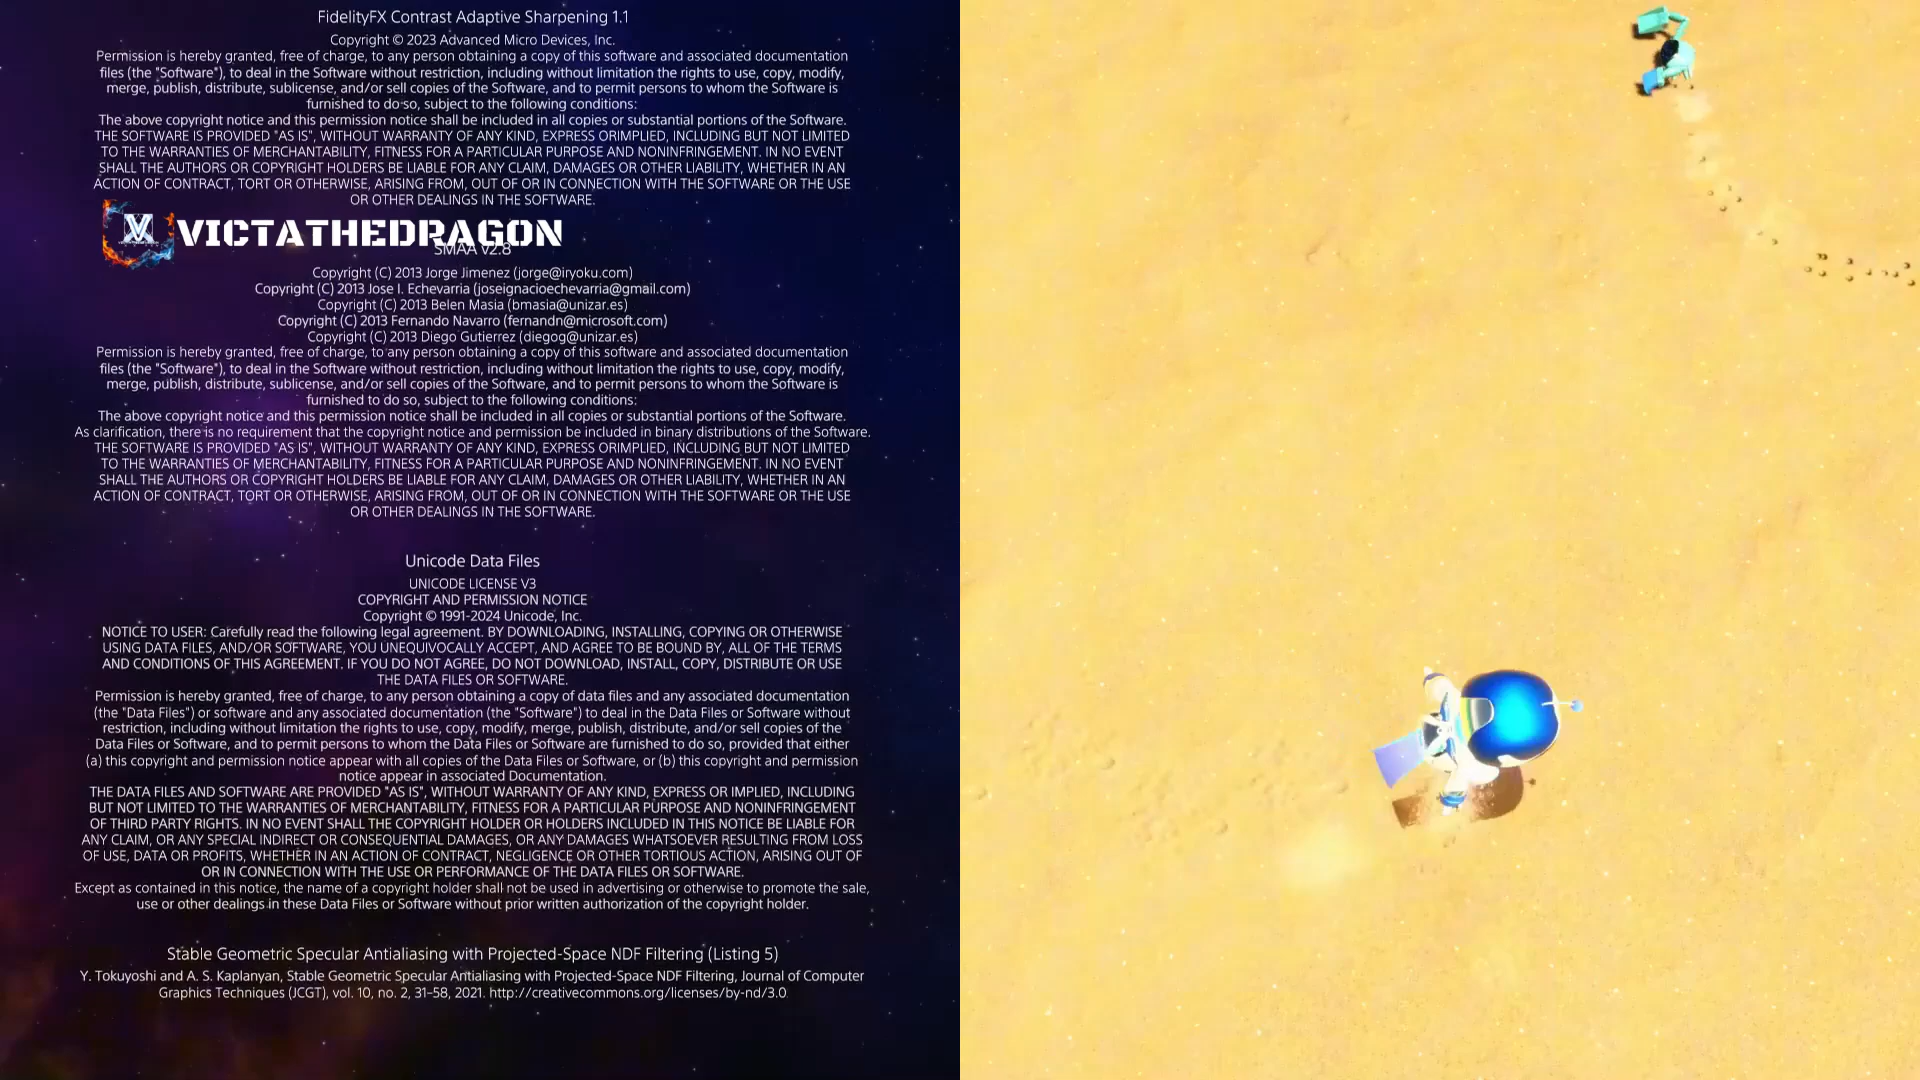 FidelityFX Contrast Adaptive Sharpening 1.1
Copyright © 2023 Advanced Micro Devices, Inc.
Permission is hereby granted, free of charge, to any person obtaining a copy of this software and associated documentation
files (the "Software"), to deal in the Software without restriction, including without limitation the rights to use, copy, modify,
merge, publish, distribute, sublicense, and/or sell copies of the Software, and to permit persons to whom the Software is
furnished to do so, subject to the following conditions:
The above copyright notice and this permission notice shall be included in all copies or substantial portions of the Software.
THE SOFTWARE IS PROVIDED "AS IS", WITHOUT WARRANTY OF ANY KIND, EXPRESS ORIMPLIED, INCLUDING BUT NOT LIMITED
TO THE WARRANTIES OF MERCHANTABILITY, FITNESS FOR A PARTICULAR PURPOSE AND NONINFRINGEMENT. IN NO EVENT
SHALL THE AUTHORS OR COPYRIGHT HOLDERS BE LIABLE FOR ANY CLAIM, DAMAGES OR OTHER LIABILITY, WHETHER IN AN
ACTION OF CONTRACT, TORT OR OTHERWISE, ARISING FROM, OUT OF OR IN CONNECTION WITH THE SOFTWARE OR THE USE
OR OTHER DEALINGS IN THE SOFTWARE.
VICTATHEDRAGON
SMAA v2.8
Copyright (C) 2013 Jorge Jimenez (jorge@iryoku.com)
Copyright (C) 2013 Jose I. Echevarria (joseignacioechevarria@gmail.com)
Copyright (C) 2013 Belen Masia (bmasia@unizar.es)
Copyright (C) 2013 Fernando Navarro (fernandn@microsoft.com)
Copyright (C) 2013 Diego Gutierrez (diegog@unizar.es)
Permission is hereby granted, free of charge, to any person obtaining a copy of this software and associated documentation
files (the "Software"), to deal in the Software without restriction, including without limitation the rights to use, copy, modify,
merge, publish, distribute, sublicense, and/or sell copies of the Software, and to permit persons to whom the Software is
furnished to do so, subject to the following conditions:
The above copyright notice and this permission notice shall be included in all copies or substantial portions of the Software.
As clarification, there is no requirement that the copyright notice and permission be included in binary distributions of the Software.
THE SOFTWARE IS PROVIDED "AS IS", WITHOUT WARRANTY OF ANY KIND, EXPRESS ORIMPLIED, INCLUDING BUT NOT LIMITED
TO THE WARRANTIES OF MERCHANTABILITY, FITNESS FOR A PARTICULAR PURPOSE AND NONINFRINGEMENT. IN NO EVENT
SHALL THE AUTHORS OR COPYRIGHT HOLDERS BE LIABLE FOR ANY CLAIM, DAMAGES OR OTHER LIABILITY, WHETHER IN AN
ACTION OF CONTRACT, TORT OR OTHERWISE, ARISING FROM, OUT OF OR IN CONNECTION WITH THE SOFTWARE OR THE USE
OR OTHER DEALINGS IN THE SOFTWARE.
Unicode Data Files
UNICODE LICENSE V3
COPYRIGHT AND PERMISSION NOTICE
Copyright © 1991-2024 Unicode, Inc.
NOTICE TO USER: Carefully read the following legal agreement. BY DOWNLOADING, INSTALLING, COPYING OR OTHERWISE
USING DATA FILES, AND/OR SOFTWARE, YOU UNEQUIVOCALLY ACCEPT, AND AGREE TO BE BOUND BY, ALL OF THE TERMS
AND CONDITIONS OF THIS AGREEMENT. IF YOU DO NOT AGREE, DO NOT DOWNLOAD, INSTALL, COPY, DISTRIBUTE OR USE
THE DATA FILES OR SOFTWARE.
Permission is hereby granted, free of charge, to any person obtaining a copy of data files and any associated documentation
(the "Data Files") or software and any associated documentation (the "Software") to deal in the Data Files or Software without
restriction, including without limitation the rights to use, copy, modify, merge, publish, distribute, and/or sell copies of the
Data Files or Software, and to permit persons to whom the Data Files or Software are furnished to do so, provided that either
(a) this copyright and permission notice appear with all copies of the Data Files or Software, or (b) this copyright and permission
notice appear in associated Documentation.
THE DATA FILES AND SOFTWARE ARE PROVIDED "AS IS", WITHOUT WARRANTY OF ANY KIND, EXPRESS OR IMPLIED, INCLUDING
BUT NOT LIMITED TO THE WARRANTIES OF MERCHANTABILITY, FITNESS FOR A PARTICULAR PURPOSE AND NONINFRINGEMENT
OF THIRD PARTY RIGHTS. IN NO EVENT SHALL THE COPYRIGHT HOLDER OR HOLDERS INCLUDED IN THIS NOTICE BE LIABLE FOR
ANY CLAIM, OR ANY SPECIAL INDIRECT OR CONSEQUENTIAL DAMAGES, OR ANY DAMAGES WHATSOEVER RESULTING FROM LOSS
OF USE, DATA OR PROFITS, WHETHER IN AN ACTION OF CONTRACT, NEGLIGENCE OR OTHER TORTIOUS ACTION, ARISING OUT OF
OR IN CONNECTION WITH THE USE OR PERFORMANCE OF THE DATA FILES OR SOFTWARE.
Except as contained in this notice, the name of a copyright holder shall not be used in advertising or otherwise to promote the sale,
use or other dealings in these Data Files or Software without prior written authorization of the copyright holder.
Stable Geometric Specular Antialiasing with Projected-Space NDF Filtering (Listing 5)
Y. Tokuyoshi and A. S. Kaplanyan, Stable Geometric Specular Antialiasing with Projected-Space NDF Filtering, Journal of Computer
Graphics Techniques (JCGT), vol. 10, no. 2, 31–58, 2021. http://creativecommons.org/licenses/by-nd/3.0